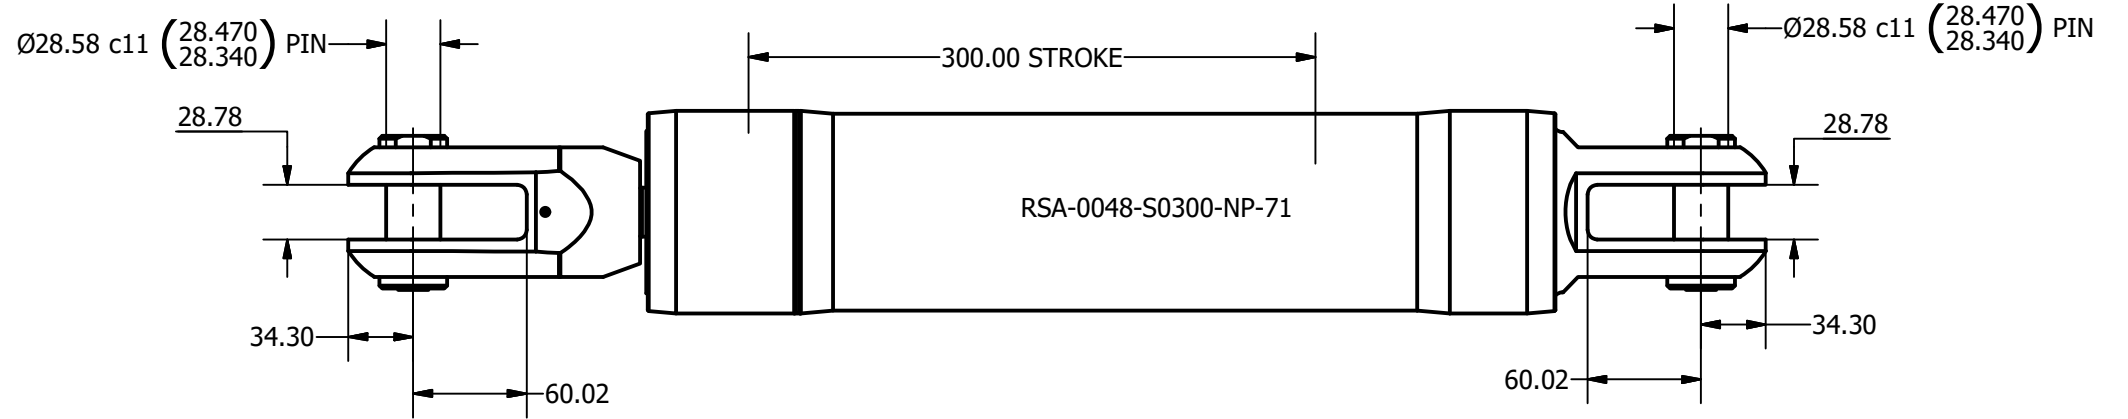 Ø28.58 c11 (28.470 28.340) PIN
300.00 STROKE
Ø28.58 c11 (28.470 28.340) PIN
28.78
28.78
RSA-0048-S0300-NP-71
34.30
34.30
60.02
60.02